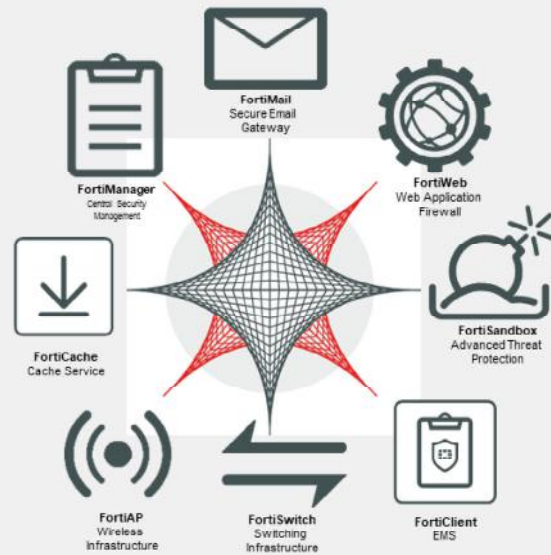 FortiMail
Secure Email
Gateway
FortiManager
Central Security
Management
FortiWeb
Web Application
Firewall
FortiCache
Cache Service
FortiSandbox
Advanced Threat
Protection
FortiAP
Wireless
Infrastructure
FortiSwitch
Switching
Infrastructure
FortiClient
EMS